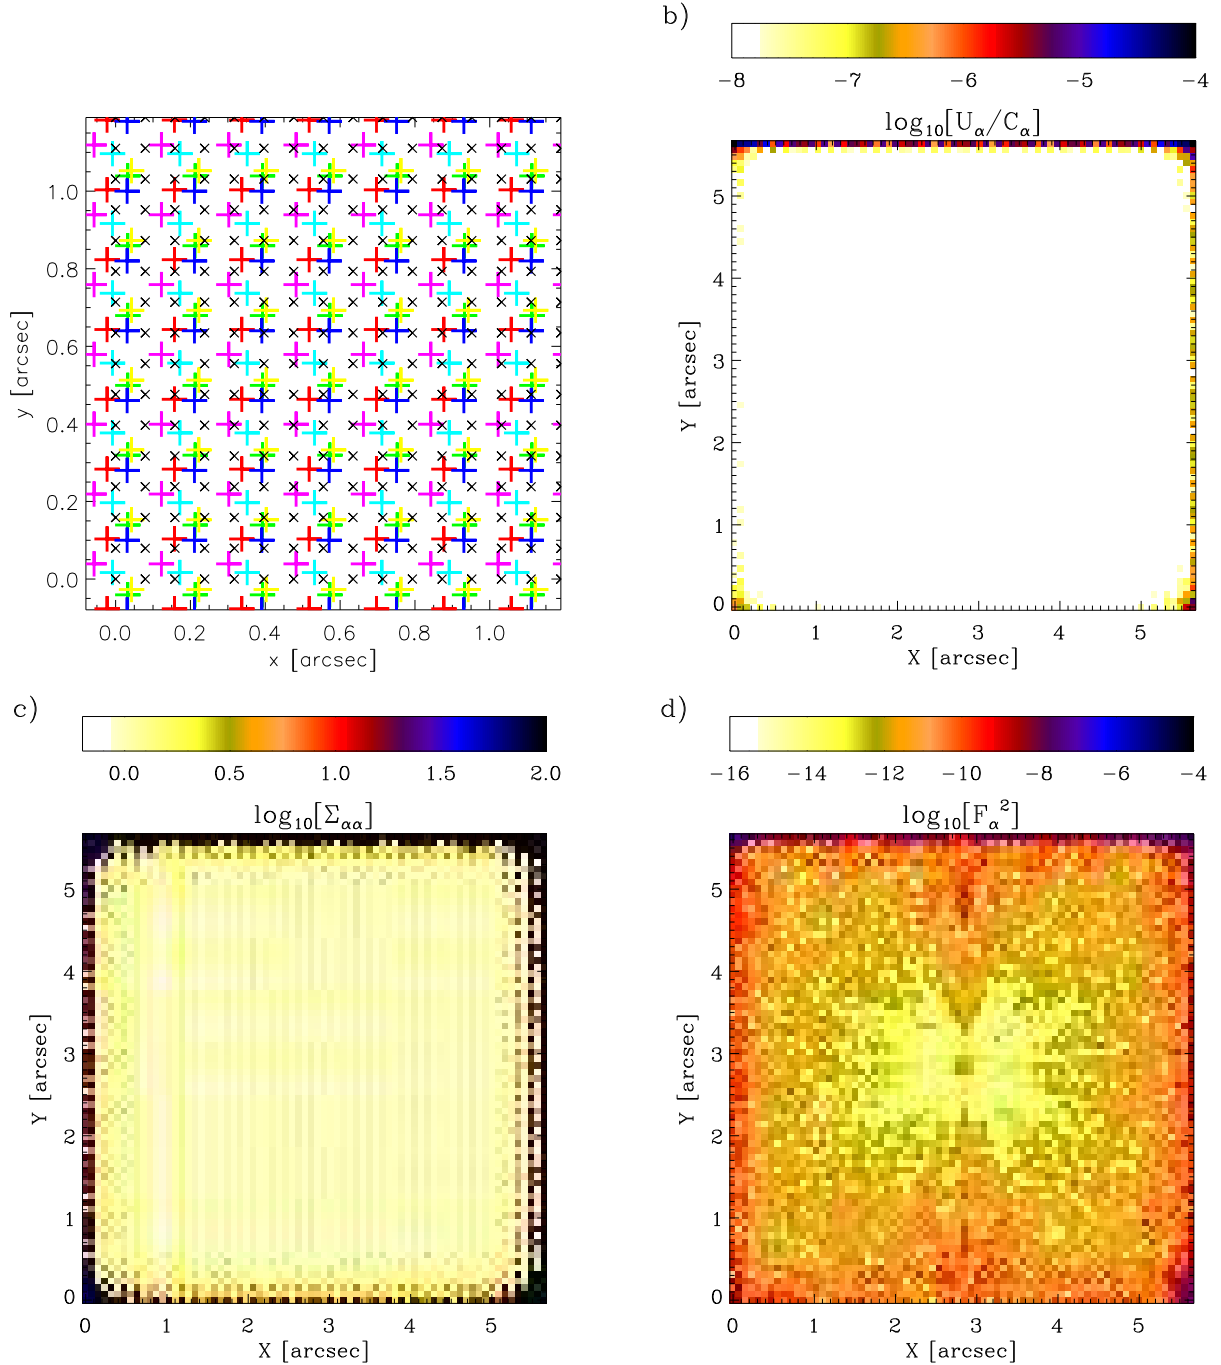 b)
−8 −7 −6 −5 −4
log₁₀[U_α/C_α]
1.0
0.8
0.6
0.4
0.2
0.0
y [arcsec]
0.0 0.2 0.4 0.6 0.8 1.0
x [arcsec]
5
4
3
2
1
0
Y [arcsec]
0 1 2 3 4 5
X [arcsec]
c)
0.0 0.5 1.0 1.5 2.0
log₁₀[Σ_αα]
5
4
3
2
1
0
Y [arcsec]
0 1 2 3 4 5
X [arcsec]
d)
−16 −14 −12 −10 −8 −6 −4
log₁₀[F_α²]
5
4
3
2
1
0
Y [arcsec]
0 1 2 3 4 5
X [arcsec]